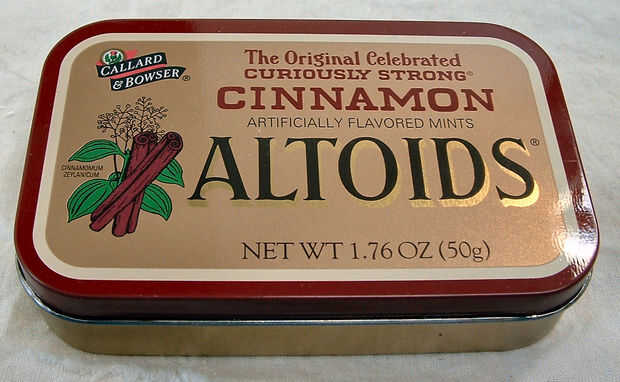 CALLARD
& BOWSER®
The Original Celebrated
CURIOUSLY STRONG®
CINNAMON
ARTIFICIALLY FLAVORED MINTS
CINNAMOMUM
ZEYLANICUM
ALTOIDS®
NET WT 1.76 OZ (50g)